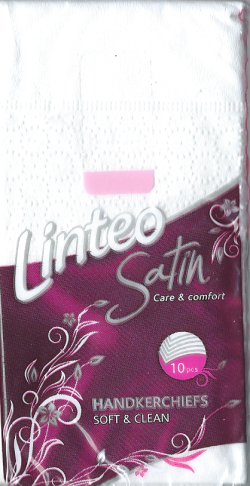 Linteo
Satin
Care & comfort
10 pcs
HANDKERCHIEFS
SOFT & CLEAN